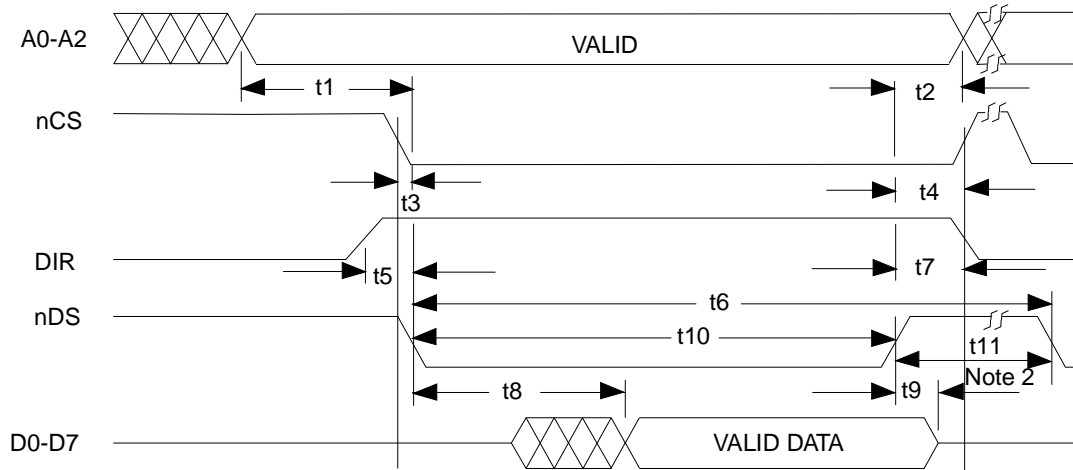 A0-A2
VALID
t1
t2
nCS
t3
t4
DIR
t5
t7
t6
nDS
t10
t11
Note 2
t8
t9
D0-D7
VALID DATA